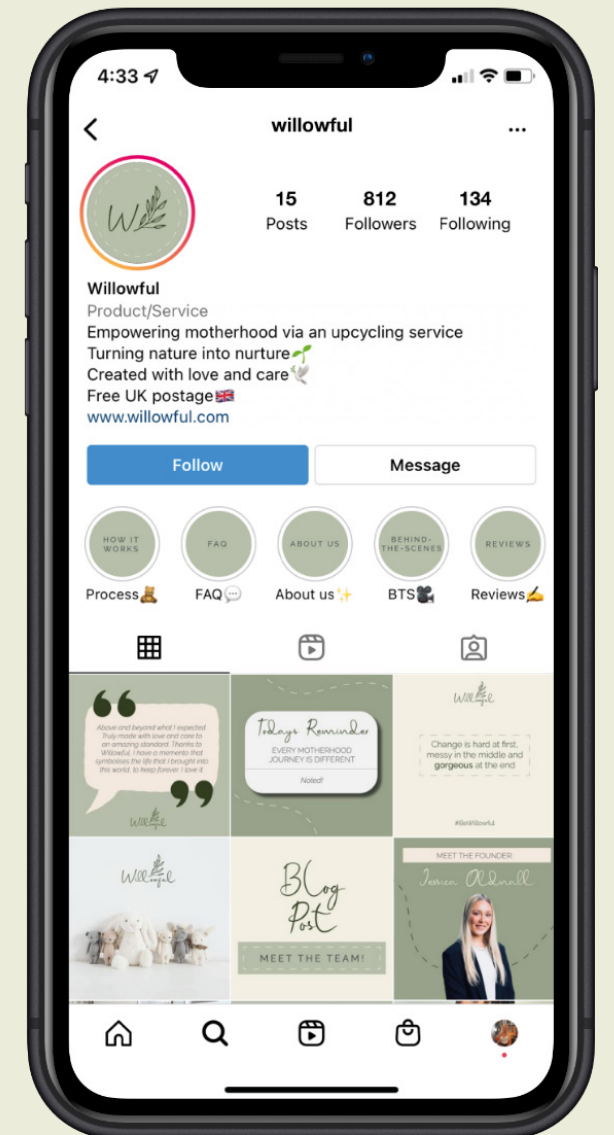 4:33
willowful
15 812 134
Posts Followers Following
W
Willowful
Product/Service
Empowering motherhood via an upcycling service
Turning nature into nurture🌱
Created with love and care🕊️
Free UK postage🇬🇧
www.willowful.com
Follow Message
HOW IT
WORKS
FAQ
ABOUT US
BEHIND-
THE-SCENES
REVIEWS
Process🧸 FAQ💬 About us✨ BTS🎥 Reviews✍️
Above and beyond what I expected.
Truly made with love and care to
an amazing standard. Thanks to
Willowful, I have a memento that
symbolises the life that I brought into
this world, to keep forever. I love it.
Willowful
Todays Reminder
EVERY MOTHERHOOD
JOURNEY IS DIFFERENT
Noted!
Willowful
Change is hard at first,
messy in the middle and
gorgeous at the end
#BeWillowful
Willowful
Blog
Post
MEET THE TEAM!
MEET THE FOUNDER:
Jessica Aldnall